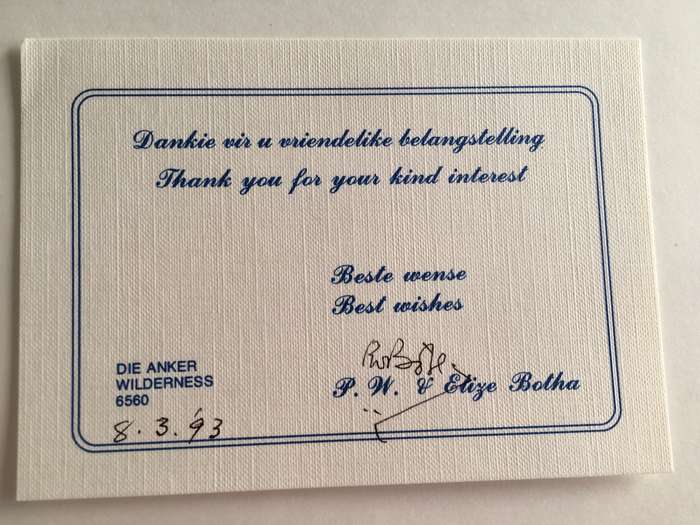 Dankie vir u vriendelike belangstelling
Thank you for your kind interest
Beste wense
Best wishes
PWBotha.
P. W. & Elize Botha
DIE ANKER
WILDERNESS
6560
8.3.'93